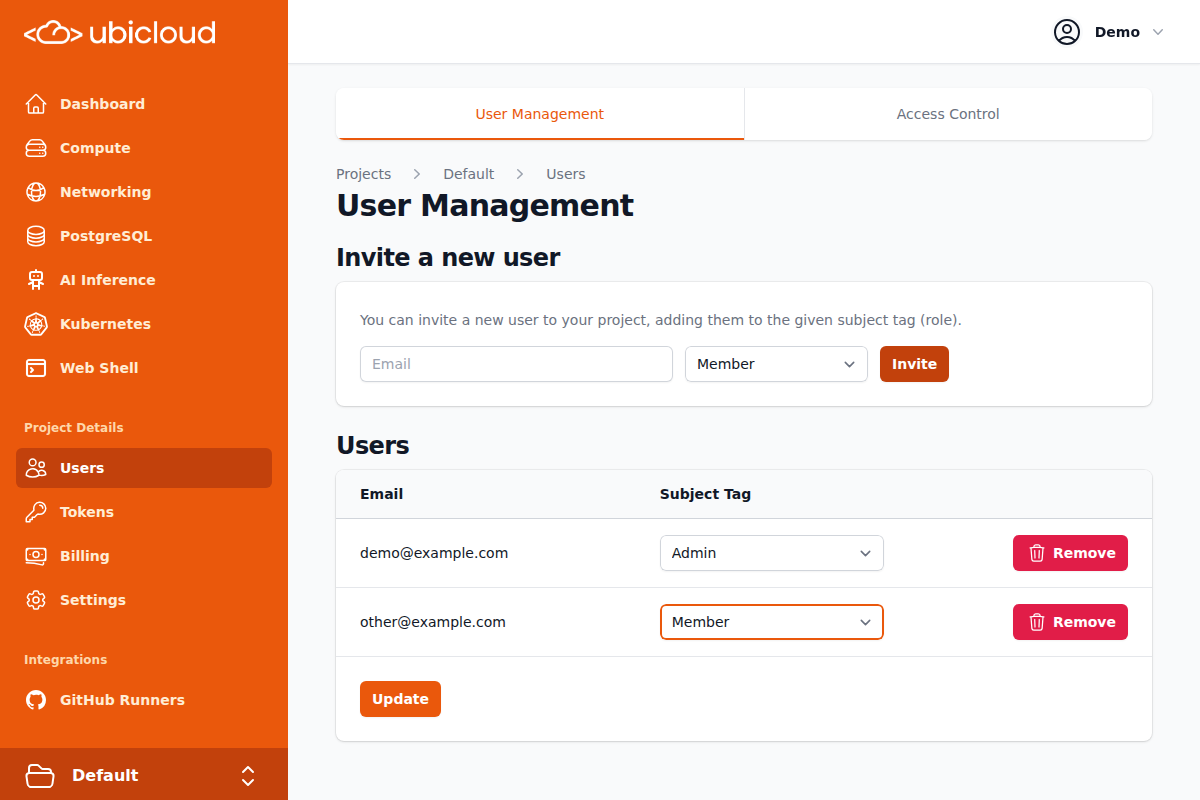 ubicloud
Demo
Dashboard
Compute
Networking
PostgreSQL
AI Inference
Kubernetes
Web Shell
Project Details
Users
Tokens
Billing
Settings
Integrations
GitHub Runners
Default
User Management
Access Control
Projects > Default > Users
User Management
Invite a new user
You can invite a new user to your project, adding them to the given subject tag (role).
Email Member Invite
Users
Email Subject Tag
demo@example.com Admin Remove
other@example.com Member Remove
Update